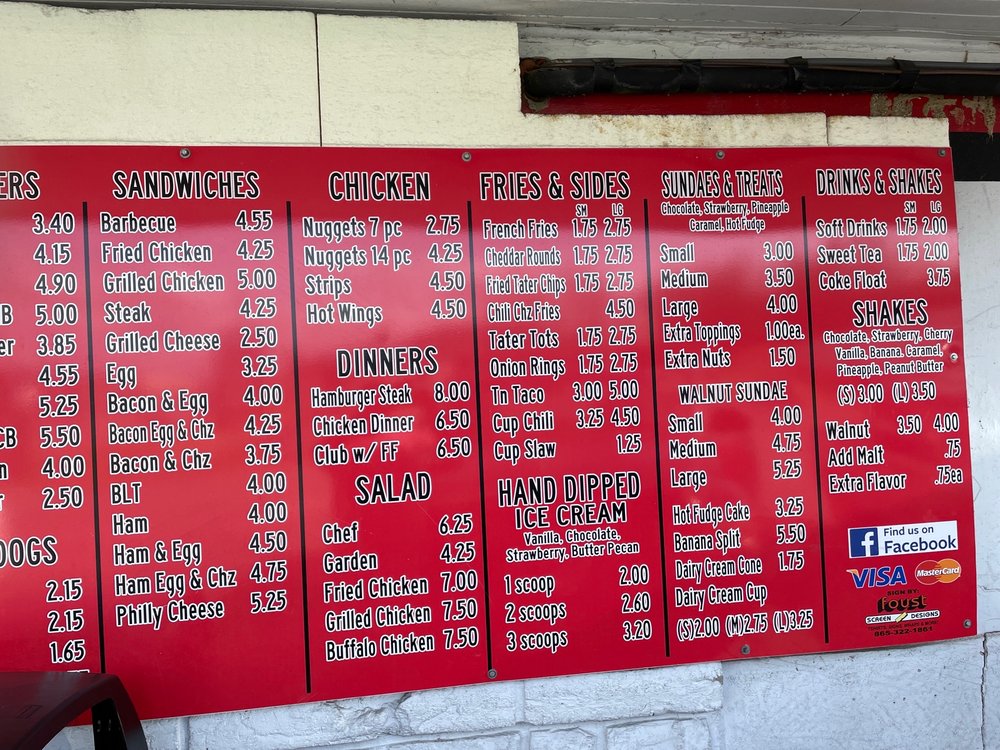 ERS
3.40
4.15
4.90
B 5.00
er 3.85
4.55
5.25
CB 5.50
n 4.00
r 2.50
DOGS
2.15
2.15
1.65
SANDWICHES
Barbecue 4.55
Fried Chicken 4.25
Grilled Chicken 5.00
Steak 4.25
Grilled Cheese 2.50
Egg 3.25
Bacon & Egg 4.00
Bacon Egg & Chz 4.25
Bacon & Chz 3.75
BLT 4.00
Ham 4.00
Ham & Egg 4.50
Ham Egg & Chz 4.75
Philly Cheese 5.25
CHICKEN
Nuggets 7 pc 2.75
Nuggets 14 pc 4.25
Strips 4.50
Hot Wings 4.50
DINNERS
Hamburger Steak 8.00
Chicken Dinner 6.50
Club w/ FF 6.50
SALAD
Chef 6.25
Garden 4.25
Fried Chicken 7.00
Grilled Chicken 7.50
Buffalo Chicken 7.50
FRIES & SIDES
SM LG
French Fries 1.75 2.75
Cheddar Rounds 1.75 2.75
Fried Tater Chips 1.75 2.75
Chili Chz Fries 4.50
Tater Tots 1.75 2.75
Onion Rings 1.75 2.75
Tn Taco 3.00 5.00
Cup Chili 3.25 4.50
Cup Slaw 1.25
HAND DIPPED
ICE CREAM
Vanilla, Chocolate,
Strawberry, Butter Pecan
1 scoop 2.00
2 scoops 2.60
3 scoops 3.20
SUNDAES & TREATS
Chocolate, Strawberry, Pineapple
Caramel, Hot Fudge
Small 3.00
Medium 3.50
Large 4.00
Extra Toppings 1.00ea.
Extra Nuts 1.50
WALNUT SUNDAE
Small 4.00
Medium 4.75
Large 5.25
Hot Fudge Cake 3.25
Banana Split 5.50
Dairy Cream Cone 1.75
Dairy Cream Cup
(S)2.00 (M)2.75 (L)3.25
DRINKS & SHAKES
SM LG
Soft Drinks 1.75 2.00
Sweet Tea 1.75 2.00
Coke Float 3.75
SHAKES
Chocolate, Strawberry, Cherry
Vanilla, Banana, Caramel,
Pineapple, Peanut Butter
(S) 3.00 (L) 3.50
Walnut 3.50 4.00
Add Malt .75
Extra Flavor .75ea
f Find us on
Facebook
VISA MasterCard
SIGN BY:
foust
SCREEN DESIGNS
865-322-1861